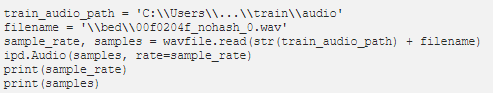 train_audio_path = 'C:\\Users\\...\\train\\audio'
filename = '\\bed\\00f0204f_nohash_0.wav'
sample_rate, samples = wavfile.read(str(train_audio_path) + filename)
ipd.Audio(samples, rate=sample_rate)
print(sample_rate)
print(samples)